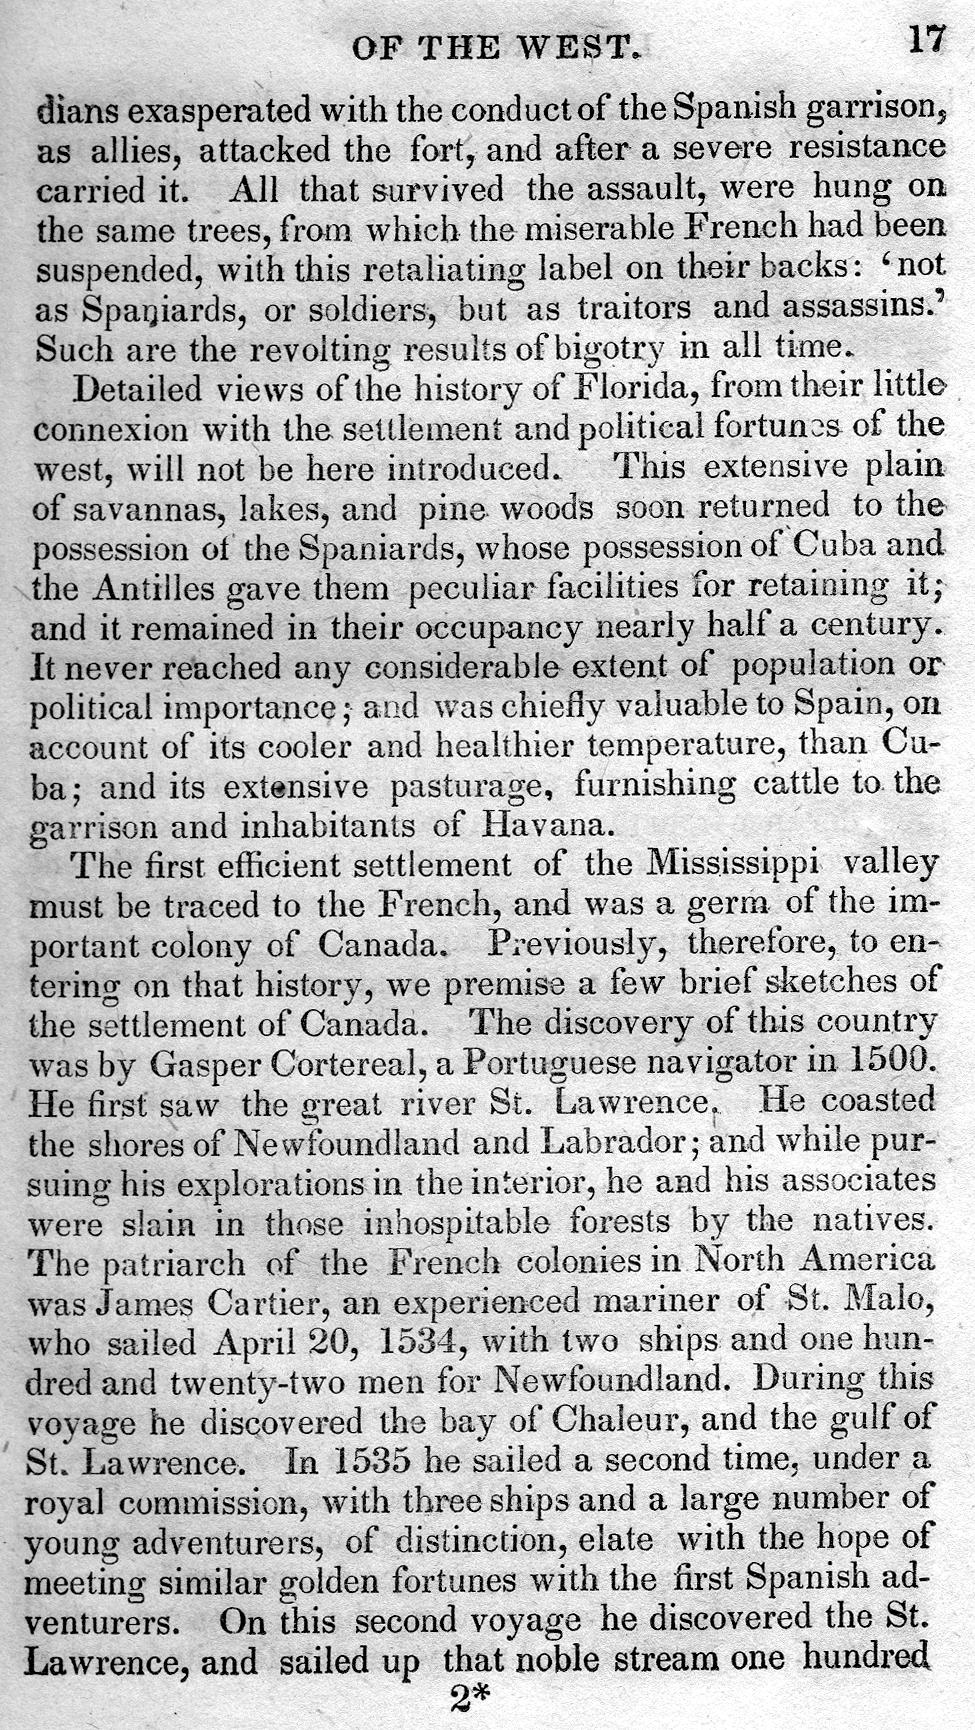 OF THE WEST. 17
dians exasperated with the conduct of the Spanish garrison,
as allies, attacked the fort, and after a severe resistance
carried it. All that survived the assault, were hung on
the same trees, from which the miserable French had been
suspended, with this retaliating label on their backs: ‘not
as Spaniards, or soldiers, but as traitors and assassins.’
Such are the revolting results of bigotry in all time.
Detailed views of the history of Florida, from their little
connexion with the settlement and political fortunes of the
west, will not be here introduced. This extensive plain
of savannas, lakes, and pine woods soon returned to the
possession of the Spaniards, whose possession of Cuba and
the Antilles gave them peculiar facilities for retaining it;
and it remained in their occupancy nearly half a century.
It never reached any considerable extent of population or
political importance; and was chiefly valuable to Spain, on
account of its cooler and healthier temperature, than Cu-
ba; and its extensive pasturage, furnishing cattle to the
garrison and inhabitants of Havana.
The first efficient settlement of the Mississippi valley
must be traced to the French, and was a germ of the im-
portant colony of Canada. Previously, therefore, to en-
tering on that history, we premise a few brief sketches of
the settlement of Canada. The discovery of this country
was by Gasper Cortereal, a Portuguese navigator in 1500.
He first saw the great river St. Lawrence. He coasted
the shores of Newfoundland and Labrador; and while pur-
suing his explorations in the interior, he and his associates
were slain in those inhospitable forests by the natives.
The patriarch of the French colonies in North America
was James Cartier, an experienced mariner of St. Malo,
who sailed April 20, 1534, with two ships and one hun-
dred and twenty-two men for Newfoundland. During this
voyage he discovered the bay of Chaleur, and the gulf of
St. Lawrence. In 1535 he sailed a second time, under a
royal commission, with three ships and a large number of
young adventurers, of distinction, elate with the hope of
meeting similar golden fortunes with the first Spanish ad-
venturers. On this second voyage he discovered the St.
Lawrence, and sailed up that noble stream one hundred
2*